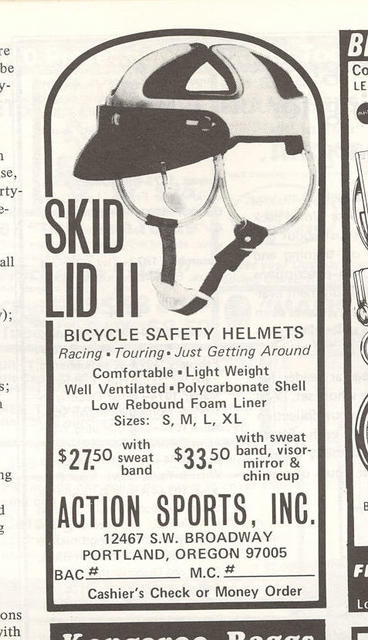 SKID
LID II
BICYCLE SAFETY HELMETS
Racing ▪ Touring ▪ Just Getting Around
Comfortable ▪ Light Weight
Well Ventilated ▪ Polycarbonate Shell
Low Rebound Foam Liner
Sizes: S, M, L, XL
$27.50 with sweat band
$33.50 with sweat band, visor- mirror & chin cup
ACTION SPORTS, INC.
12467 S.W. BROADWAY
PORTLAND, OREGON 97005
BAC # M.C. #
Cashier's Check or Money Order